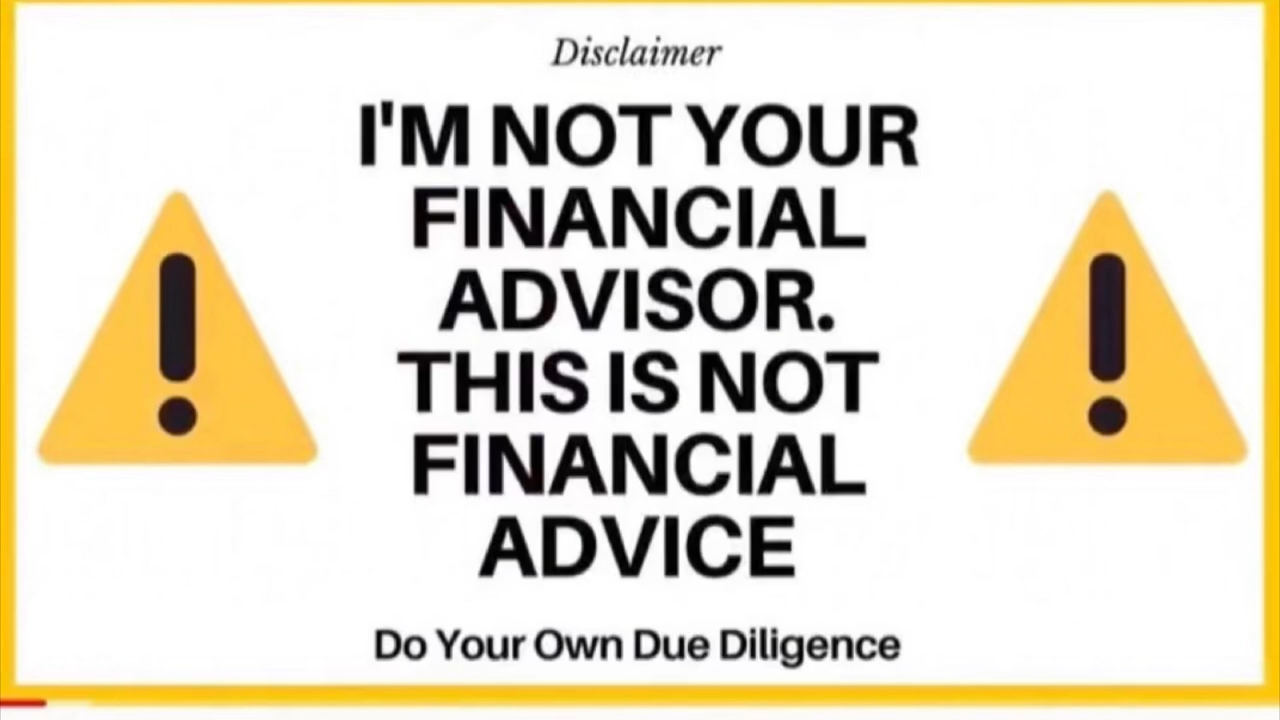 Disclaimer
I'M NOT YOUR
FINANCIAL
ADVISOR.
THIS IS NOT
FINANCIAL
ADVICE
Do Your Own Due Diligence